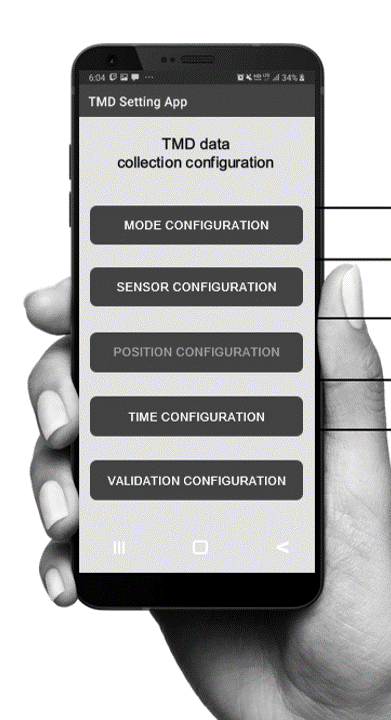 6:04 ··· 34%
TMD Setting App
TMD data
collection configuration
MODE CONFIGURATION
SENSOR CONFIGURATION
POSITION CONFIGURATION
TIME CONFIGURATION
VALIDATION CONFIGURATION